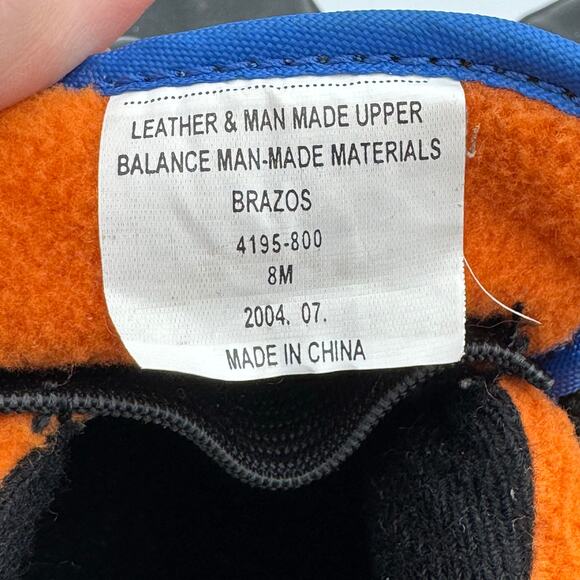 LEATHER & MAN MADE UPPER
BALANCE MAN-MADE MATERIALS
BRAZOS
4195-800
8M
2004. 07.
MADE IN CHINA